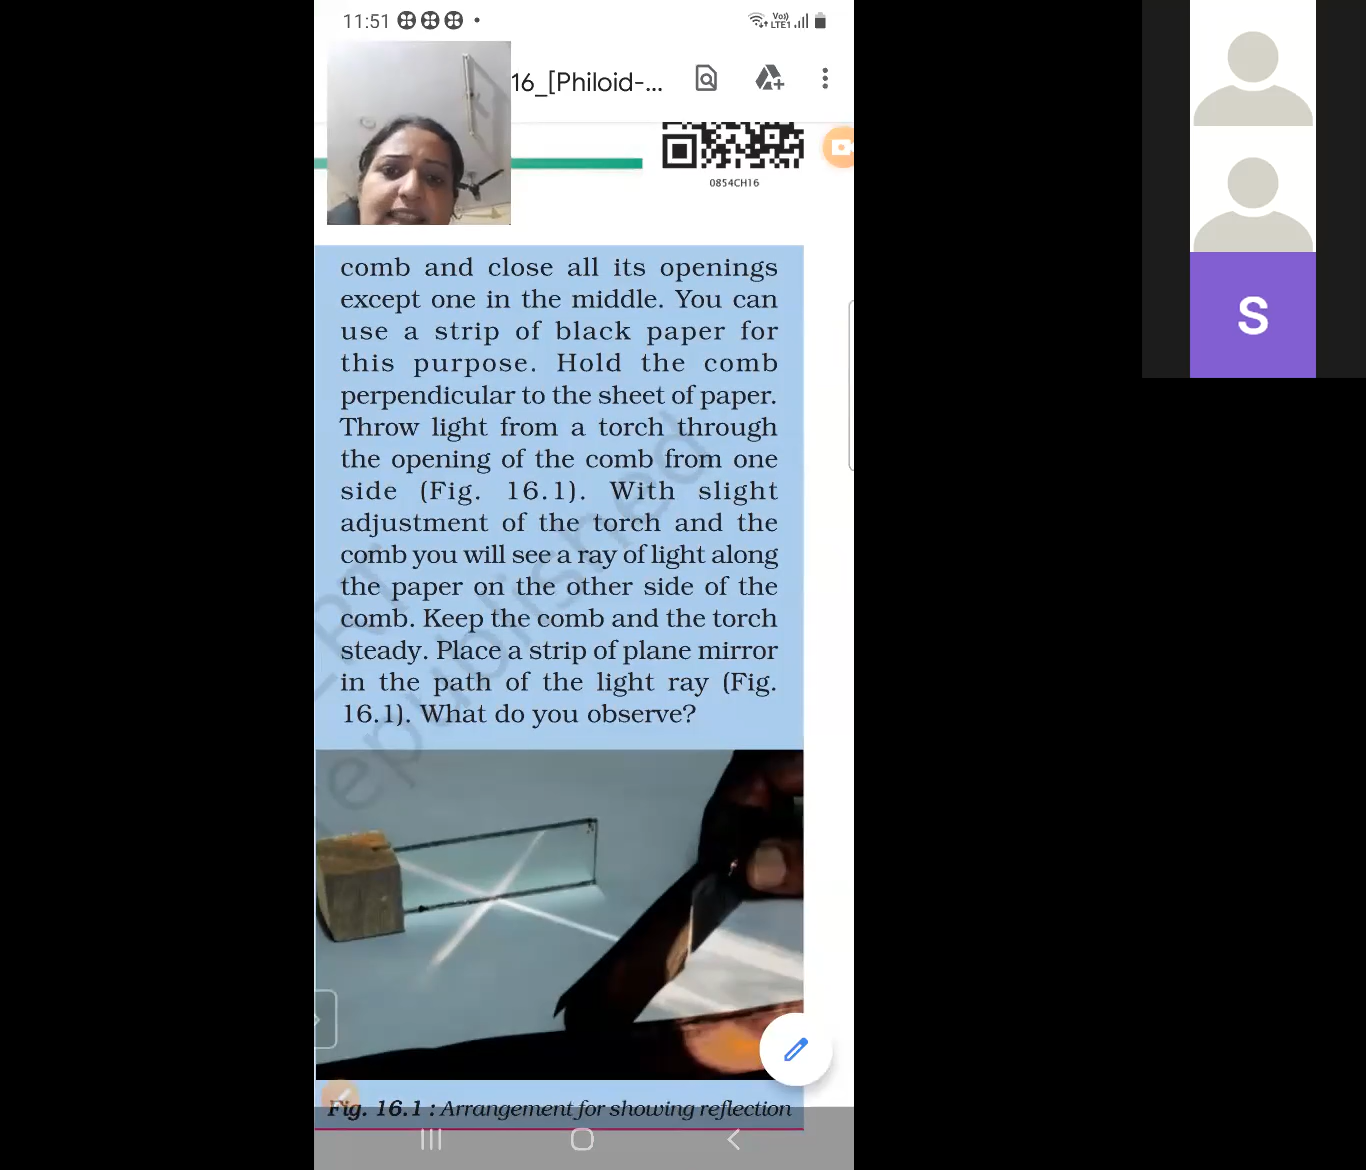 11:51
Vo))
LTE1
16_[Philoid-...
0854CH16
comb and close all its openings
except one in the middle. You can
use a strip of black paper for
this purpose. Hold the comb
perpendicular to the sheet of paper.
Throw light from a torch through
the opening of the comb from one
side (Fig. 16.1). With slight
adjustment of the torch and the
comb you will see a ray of light along
the paper on the other side of the
comb. Keep the comb and the torch
steady. Place a strip of plane mirror
in the path of the light ray (Fig.
16.1). What do you observe?
republished
Fig. 16.1 : Arrangement for showing reflection
S